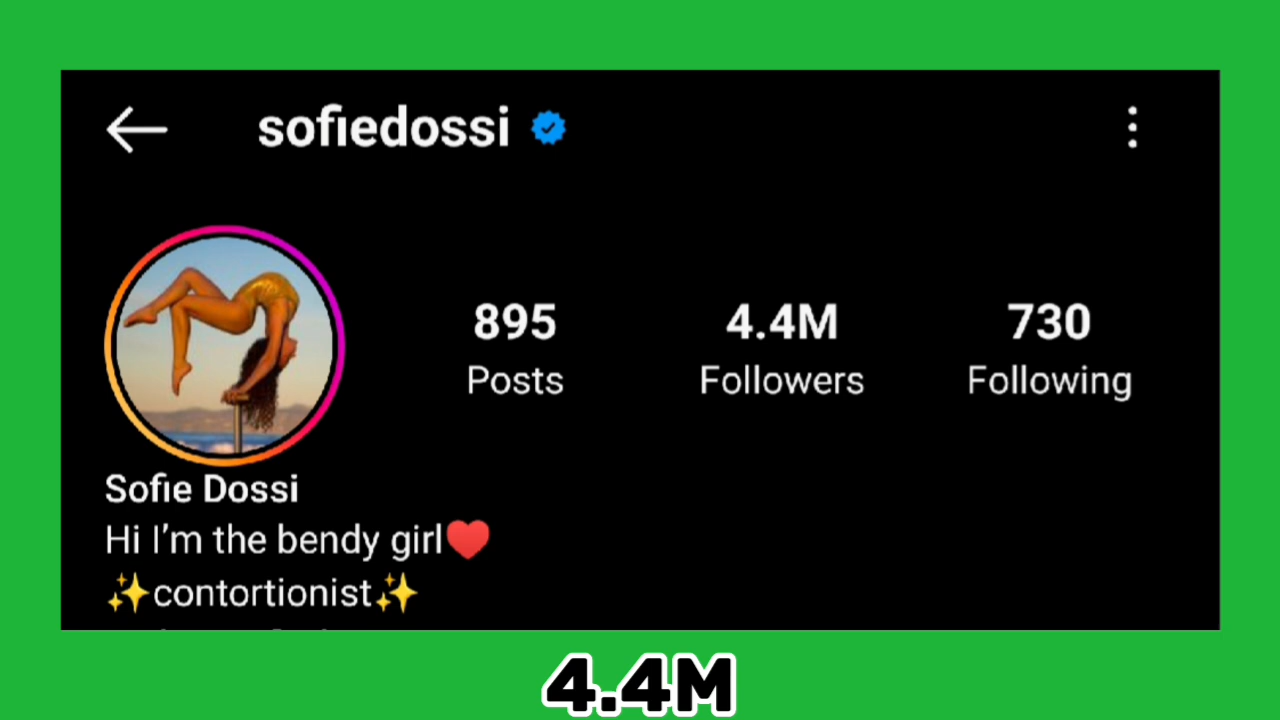 sofiedossi
895 4.4M 730
Posts Followers Following
Sofie Dossi
Hi I'm the bendy girl❤️
✨contortionist✨
4.4M